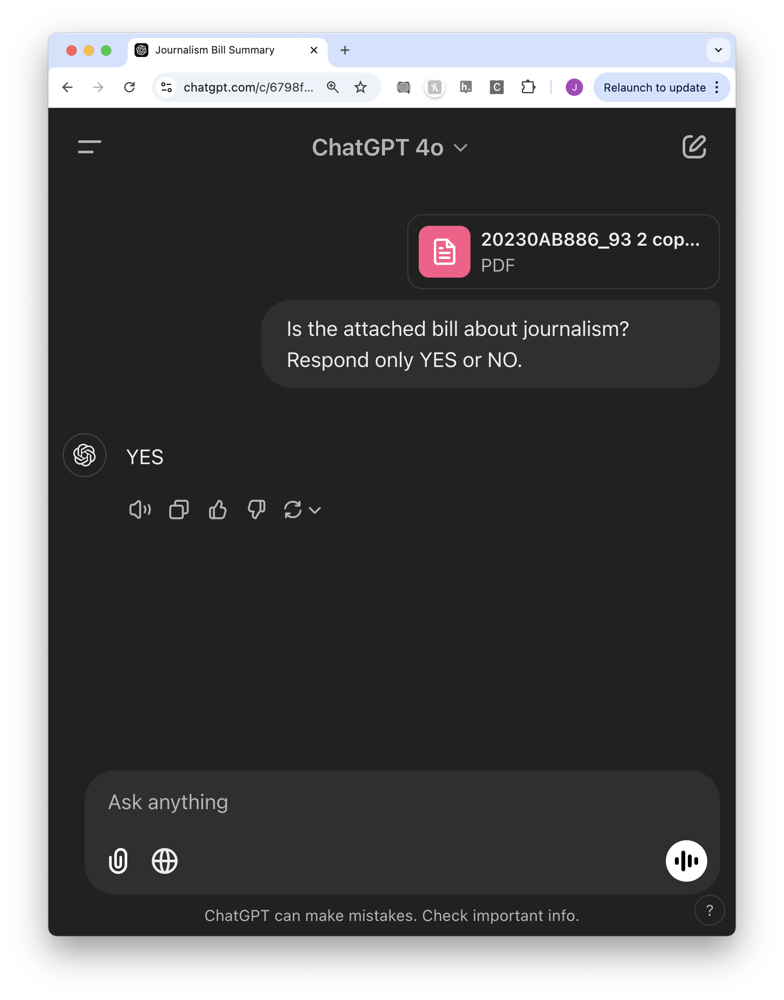 Journalism Bill Summary
chatgpt.com/c/6798f...
h.
C
J
Relaunch to update
ChatGPT 4o
20230AB886_93 2 cop...
PDF
Is the attached bill about journalism?
Respond only YES or NO.
YES
Ask anything
ChatGPT can make mistakes. Check important info.
?